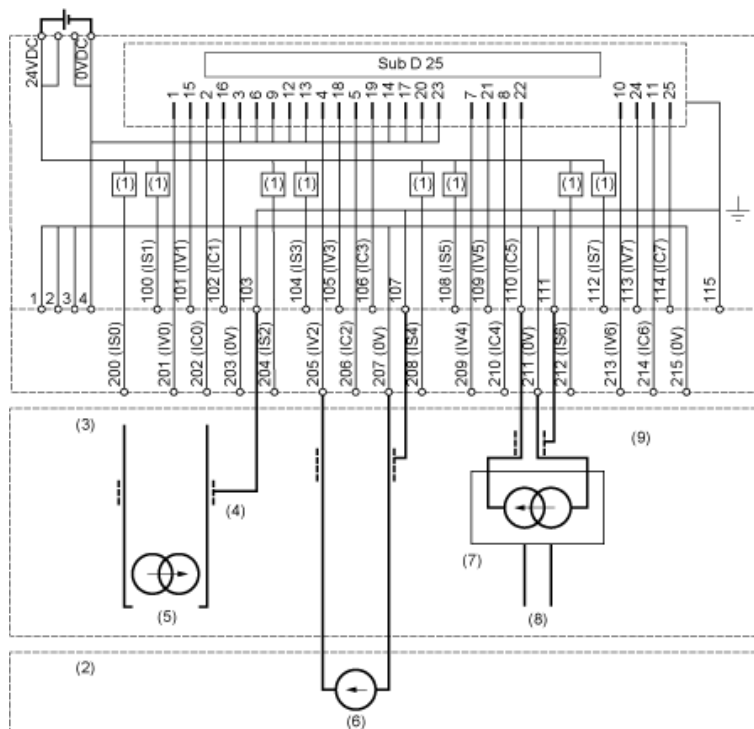 24VDC
0VDC
Sub D 25
1
15
2
16
3
6
9
12
13
4
18
5
19
14
17
20
23
7
21
8
22
10
24
11
25
(1)
(1)
(1)
(1)
(1)
(1)
(1)
(1)
1
2
3
4
100 (IS1)
101 (IV1)
102 (IC1)
103
104 (IS3)
105 (IV3)
106 (IC3)
107
108 (IS5)
109 (IV5)
110 (IC5)
111
112 (IS7)
113 (IV7)
114 (IC7)
115
200 (IS0)
201 (IV0)
202 (IC0)
203 (0V)
204 (IS2)
205 (IV2)
206 (IC2)
207 (0V)
208 (IS4)
209 (IV4)
210 (IC4)
211 (0V)
212 (IS6)
213 (IV6)
214 (IC6)
215 (0V)
(3)
(9)
(4)
(7)
(5)
(8)
(2)
(6)